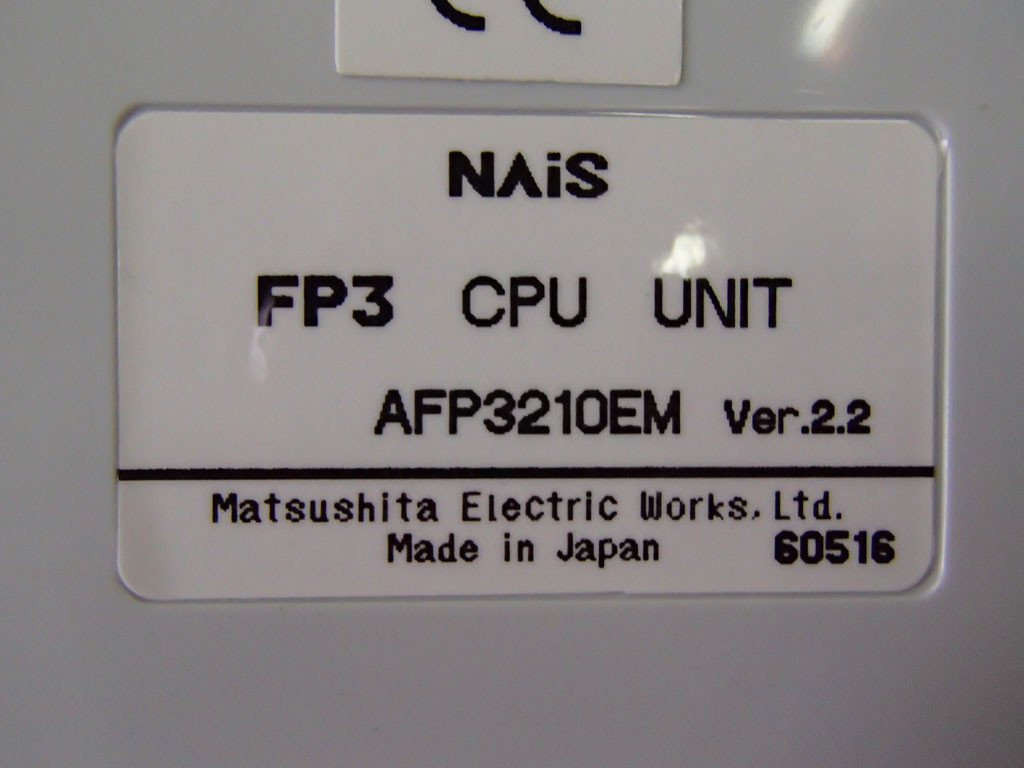 NAiS
FP3 CPU UNIT
AFP3210EM Ver.2.2
Matsushita Electric Works, Ltd.
Made in Japan 60516